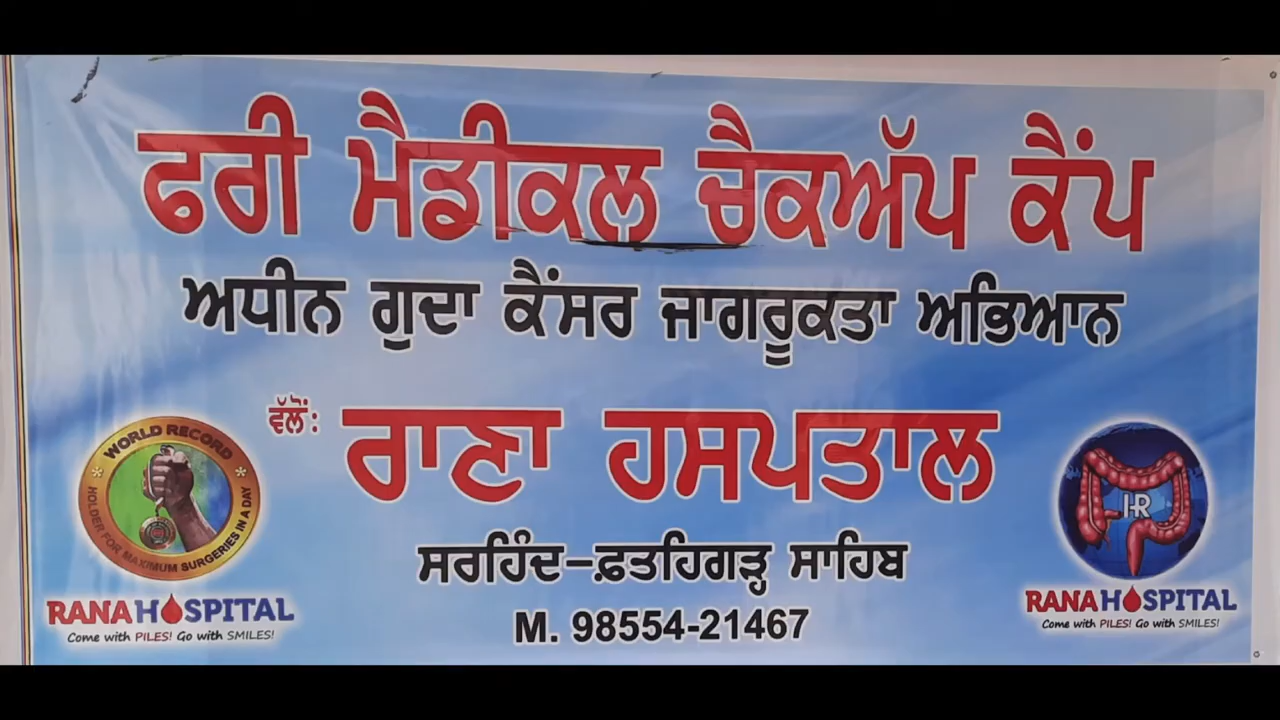 ਫਰੀ ਮੈਡੀਕਲ ਚੈਕਅੱਪ ਕੈਂਪ
ਅਧੀਨ ਗੁਦਾ ਕੈਂਸਰ ਜਾਗਰੂਕਤਾ ਅਭਿਆਨ
ਵੱਲੋਂ: ਰਾਣਾ ਹਸਪਤਾਲ
ਸਰਹਿੰਦ-ਫ਼ਤਹਿਗੜ੍ਹ ਸਾਹਿਬ
M. 98554-21467
WORLD RECORD
HOLDER FOR MAXIMUM SURGERIES IN A DAY
RANA HOSPITAL
Come with PILES! Go with SMILES!
HR
RANA HOSPITAL
Come with PILES! Go with SMILES!